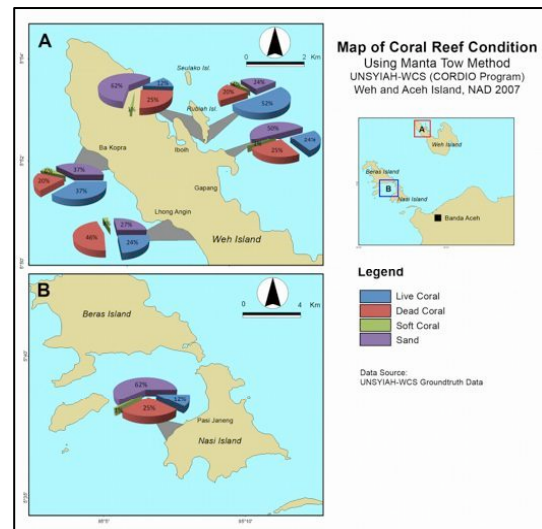 A
Seulako Isl.
Rubiah Isl.
Iboih
Ba Kopra
Gapang
Lhong Angin
Weh Island
0 2
Km
62%
12%
25%
24%
20%
52%
50%
24%
25%
37%
20%
37%
27%
46%
24%
B
Beras Island
0 4 Km
62%
12%
25%
Pasi Janeng
Nasi Island
Map of Coral Reef Condition
Using Manta Tow Method
UNSYIAH-WCS (CORDIO Program)
Weh and Aceh Island, NAD 2007
A
Weh Island
Beras Island
B
Nasi Island
Banda Aceh
Legend
Live Coral
Dead Coral
Soft Coral
Sand
Data Source:
UNSYIAH-WCS Groundtruth Data